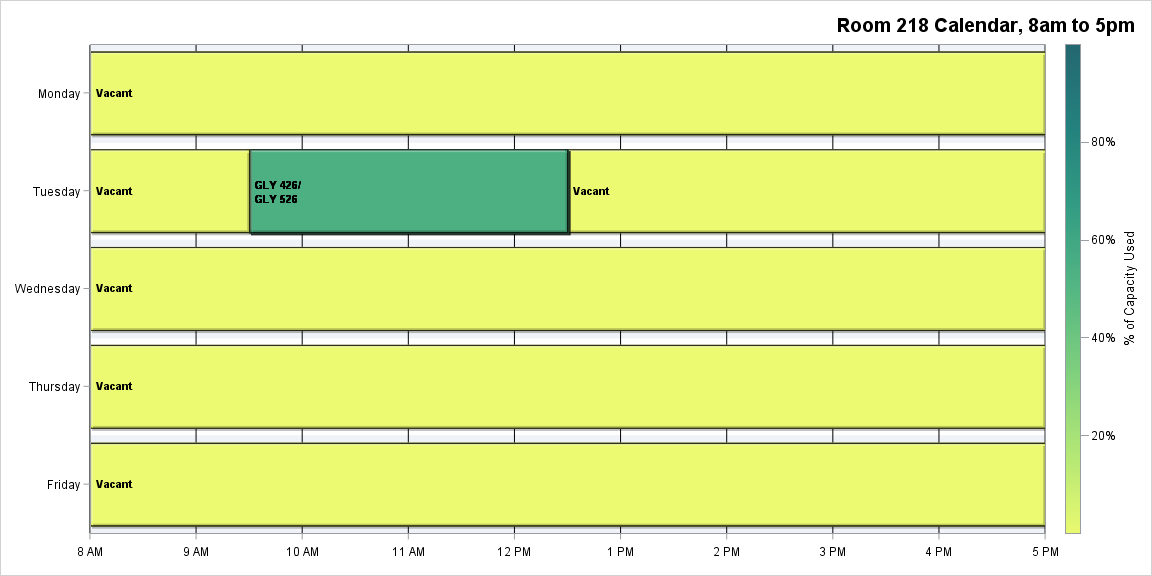 Room 218 Calendar, 8am to 5pm
Monday
Vacant
80%
Tuesday
Vacant
GLY 426/
GLY 526
Vacant
60%
% of Capacity Used
Wednesday
Vacant
40%
Thursday
Vacant
20%
Friday
Vacant
8 AM 9 AM 10 AM 11 AM 12 PM 1 PM 2 PM 3 PM 4 PM 5 PM